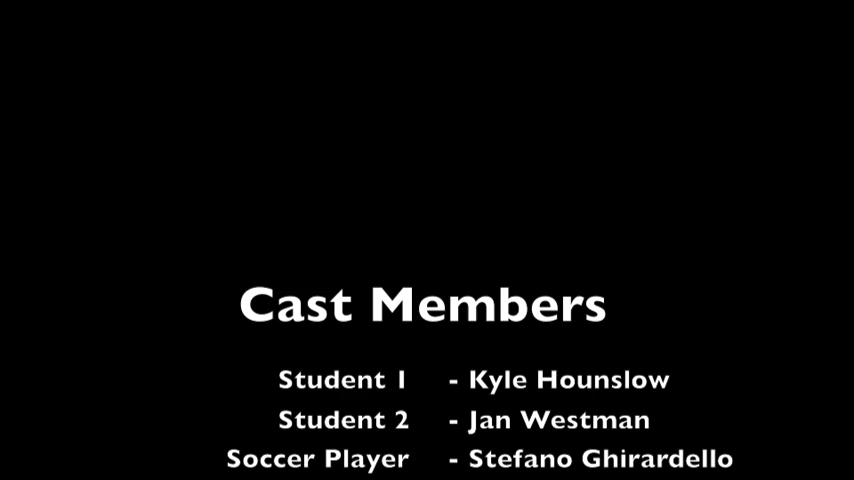 Cast Members
Student 1 - Kyle Hounslow
Student 2 - Jan Westman
Soccer Player - Stefano Ghirardello